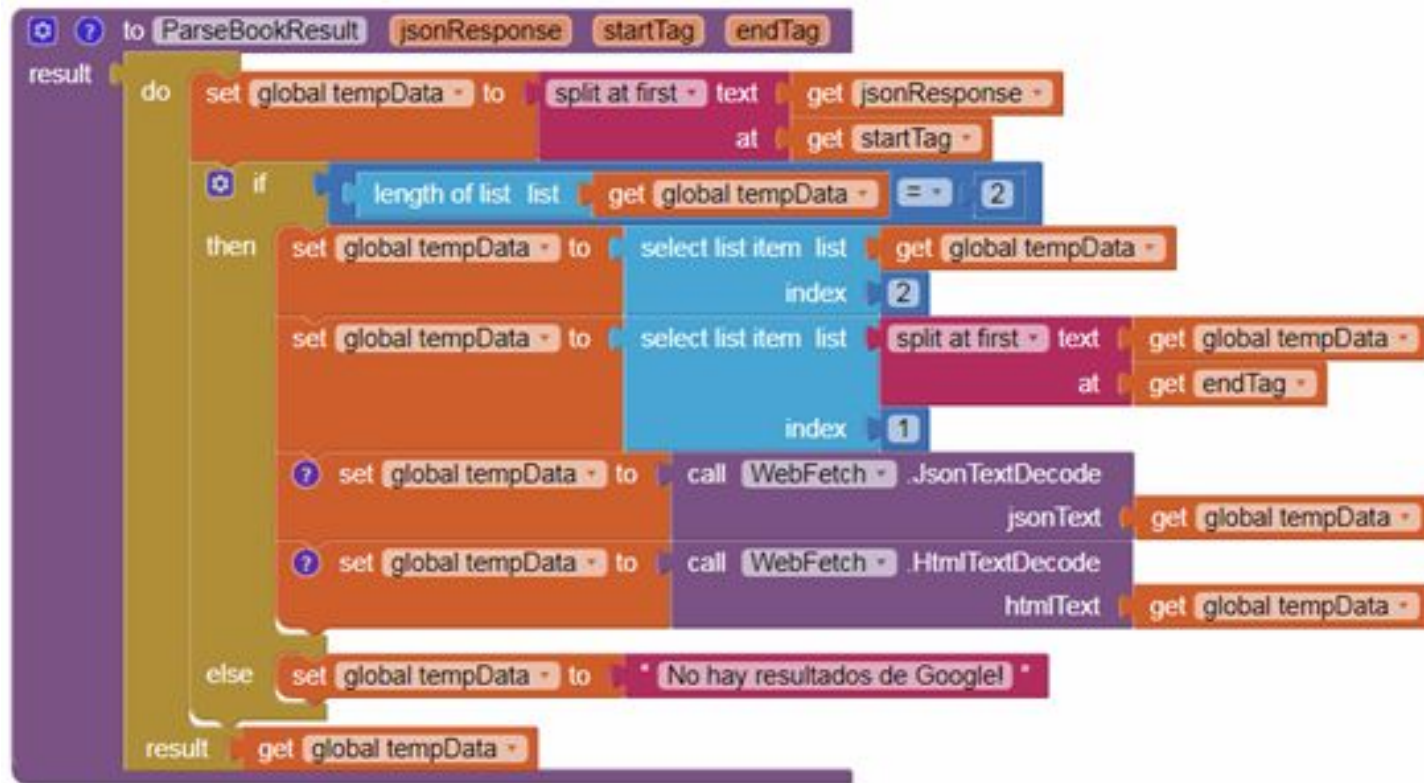 to ParseBookResult jsonResponse startTag endTag
result
do set global tempData to split at first text get jsonResponse
at get startTag
if length of list list get global tempData = 2
then set global tempData to select list item list get global tempData
index 2
set global tempData to select list item list split at first text get global tempData
at get endTag
index 1
? set global tempData to call WebFetch .JsonTextDecode
jsonText get global tempData
? set global tempData to call WebFetch .HtmlTextDecode
htmlText get global tempData
else set global tempData to " No hay resultados de Google! "
result get global tempData